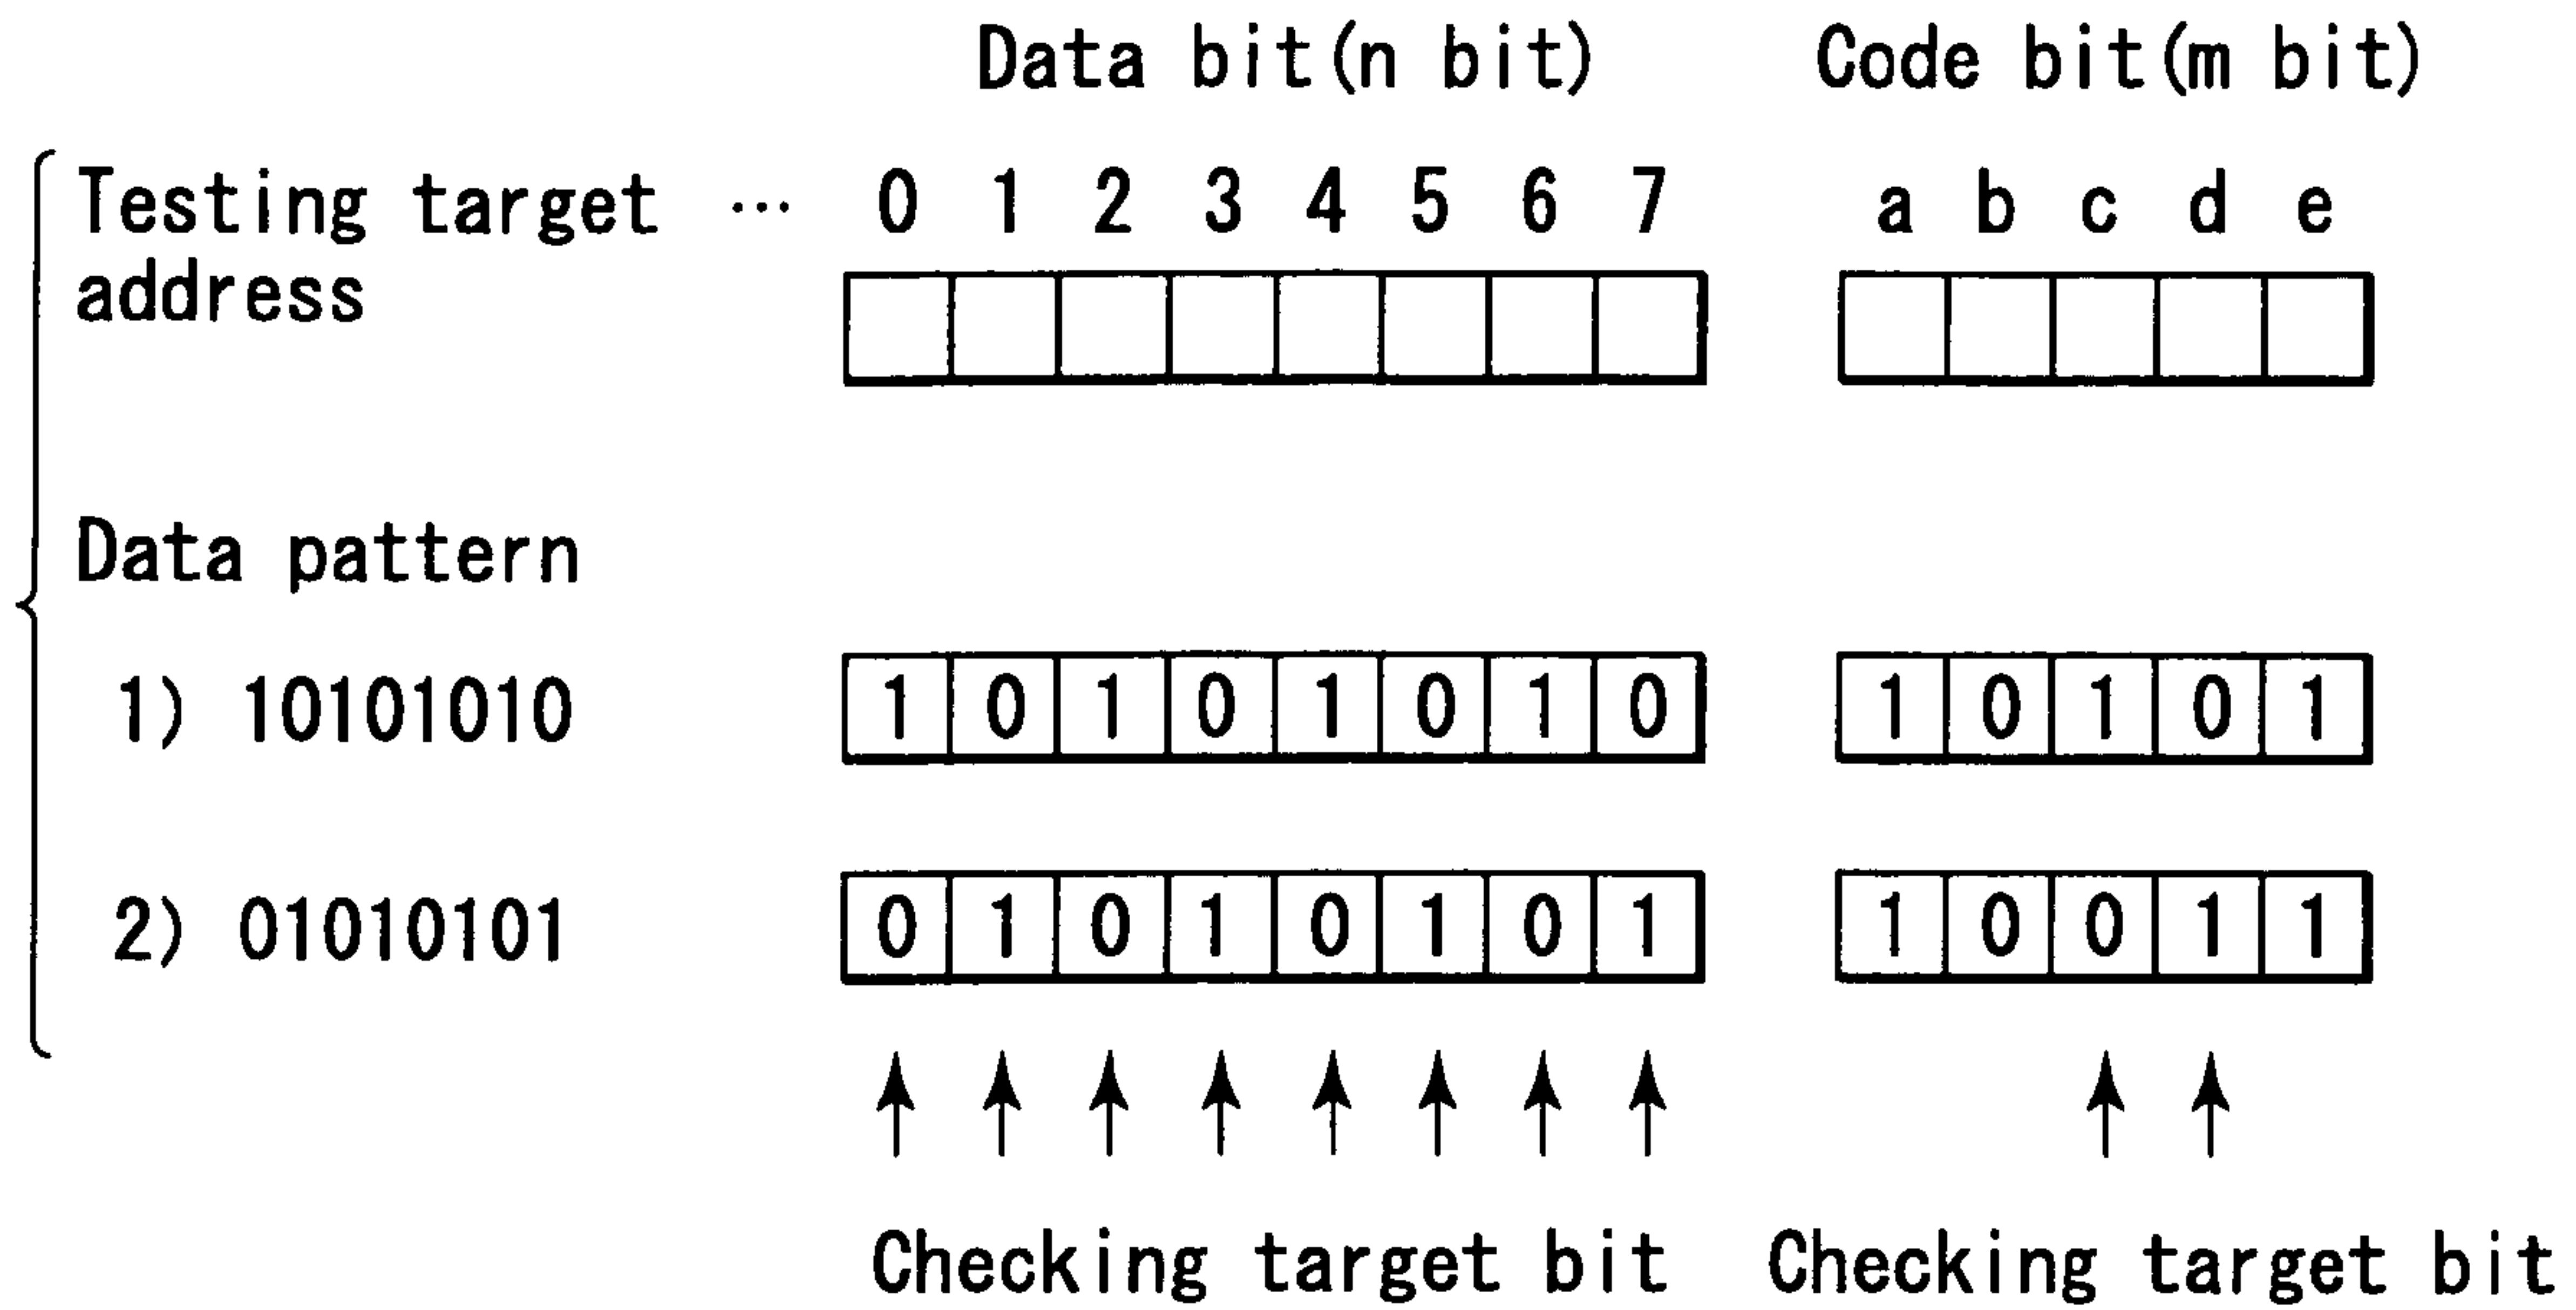 Data bit(n bit) Code bit(m bit)
Testing target … 0 1 2 3 4 5 6 7 a b c d e
address
Data pattern
1) 10101010 1 0 1 0 1 0 1 0 1 0 1 0 1
2) 01010101 0 1 0 1 0 1 0 1 1 0 0 1 1
Checking target bit Checking target bit